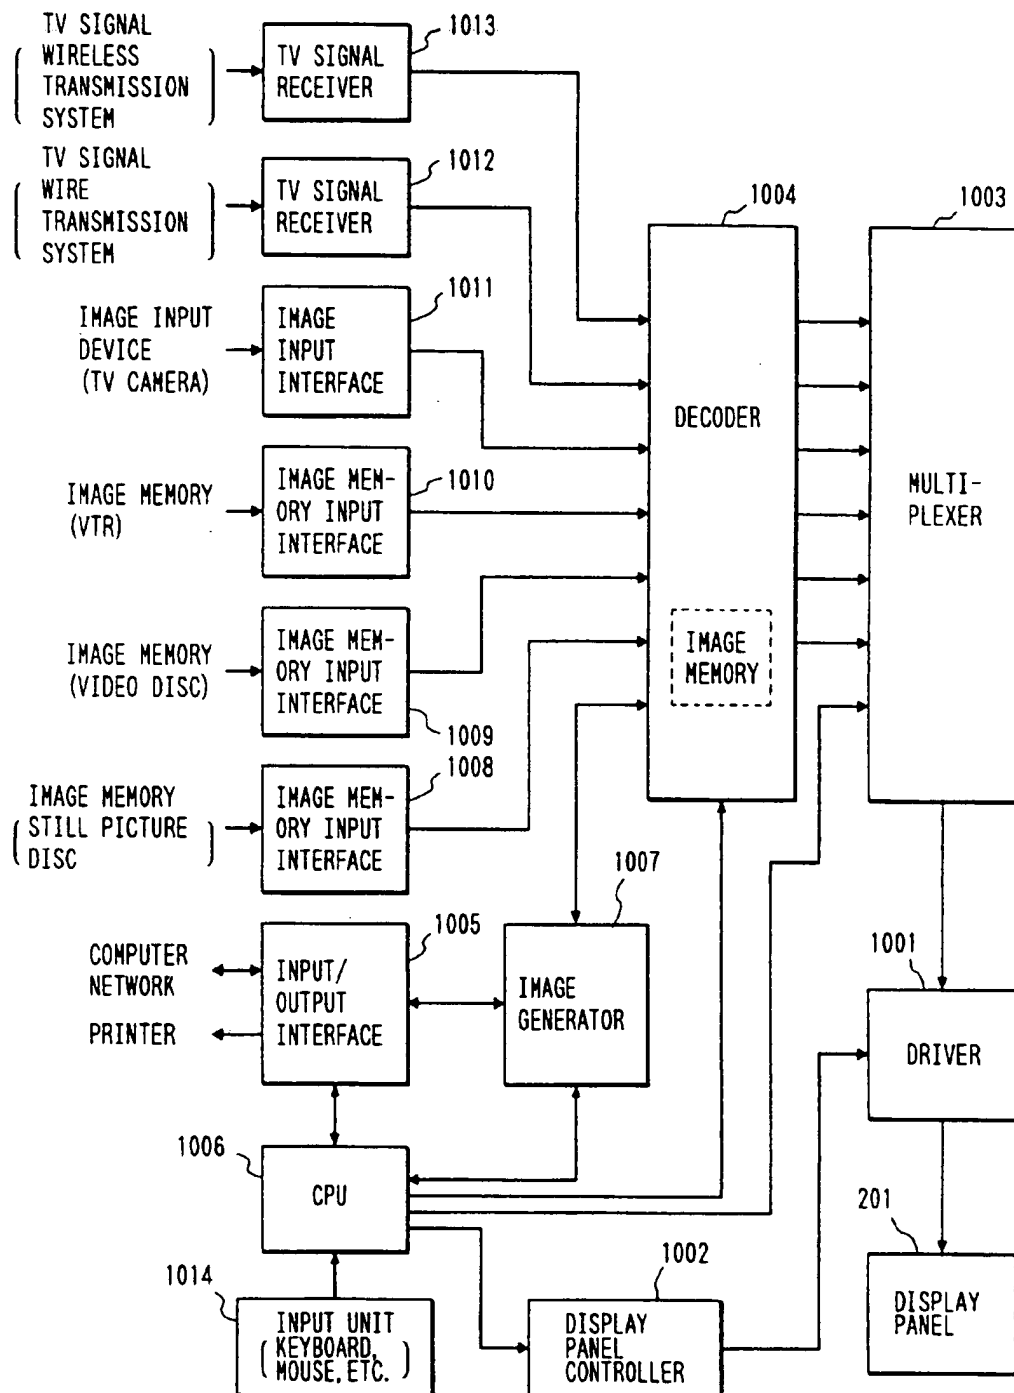 TV SIGNAL
WIRELESS
TRANSMISSION
SYSTEM
TV SIGNAL
RECEIVER
1013
TV SIGNAL
WIRE
TRANSMISSION
SYSTEM
TV SIGNAL
RECEIVER
1012
IMAGE INPUT
DEVICE
(TV CAMERA)
IMAGE
INPUT
INTERFACE
1011
IMAGE MEMORY
(VTR)
IMAGE MEM-
ORY INPUT
INTERFACE
1010
IMAGE MEMORY
(VIDEO DISC)
IMAGE MEM-
ORY INPUT
INTERFACE
1009
IMAGE MEMORY
(STILL PICTURE
DISC)
IMAGE MEM-
ORY INPUT
INTERFACE
1008
1004
DECODER
IMAGE
MEMORY
1003
MULTI-
PLEXER
COMPUTER
NETWORK
PRINTER
INPUT/
OUTPUT
INTERFACE
1005
IMAGE
GENERATOR
1007
1001
DRIVER
1006
CPU
201
DISPLAY
PANEL
1014
INPUT UNIT
(KEYBOARD,
MOUSE, ETC.)
1002
DISPLAY
PANEL
CONTROLLER